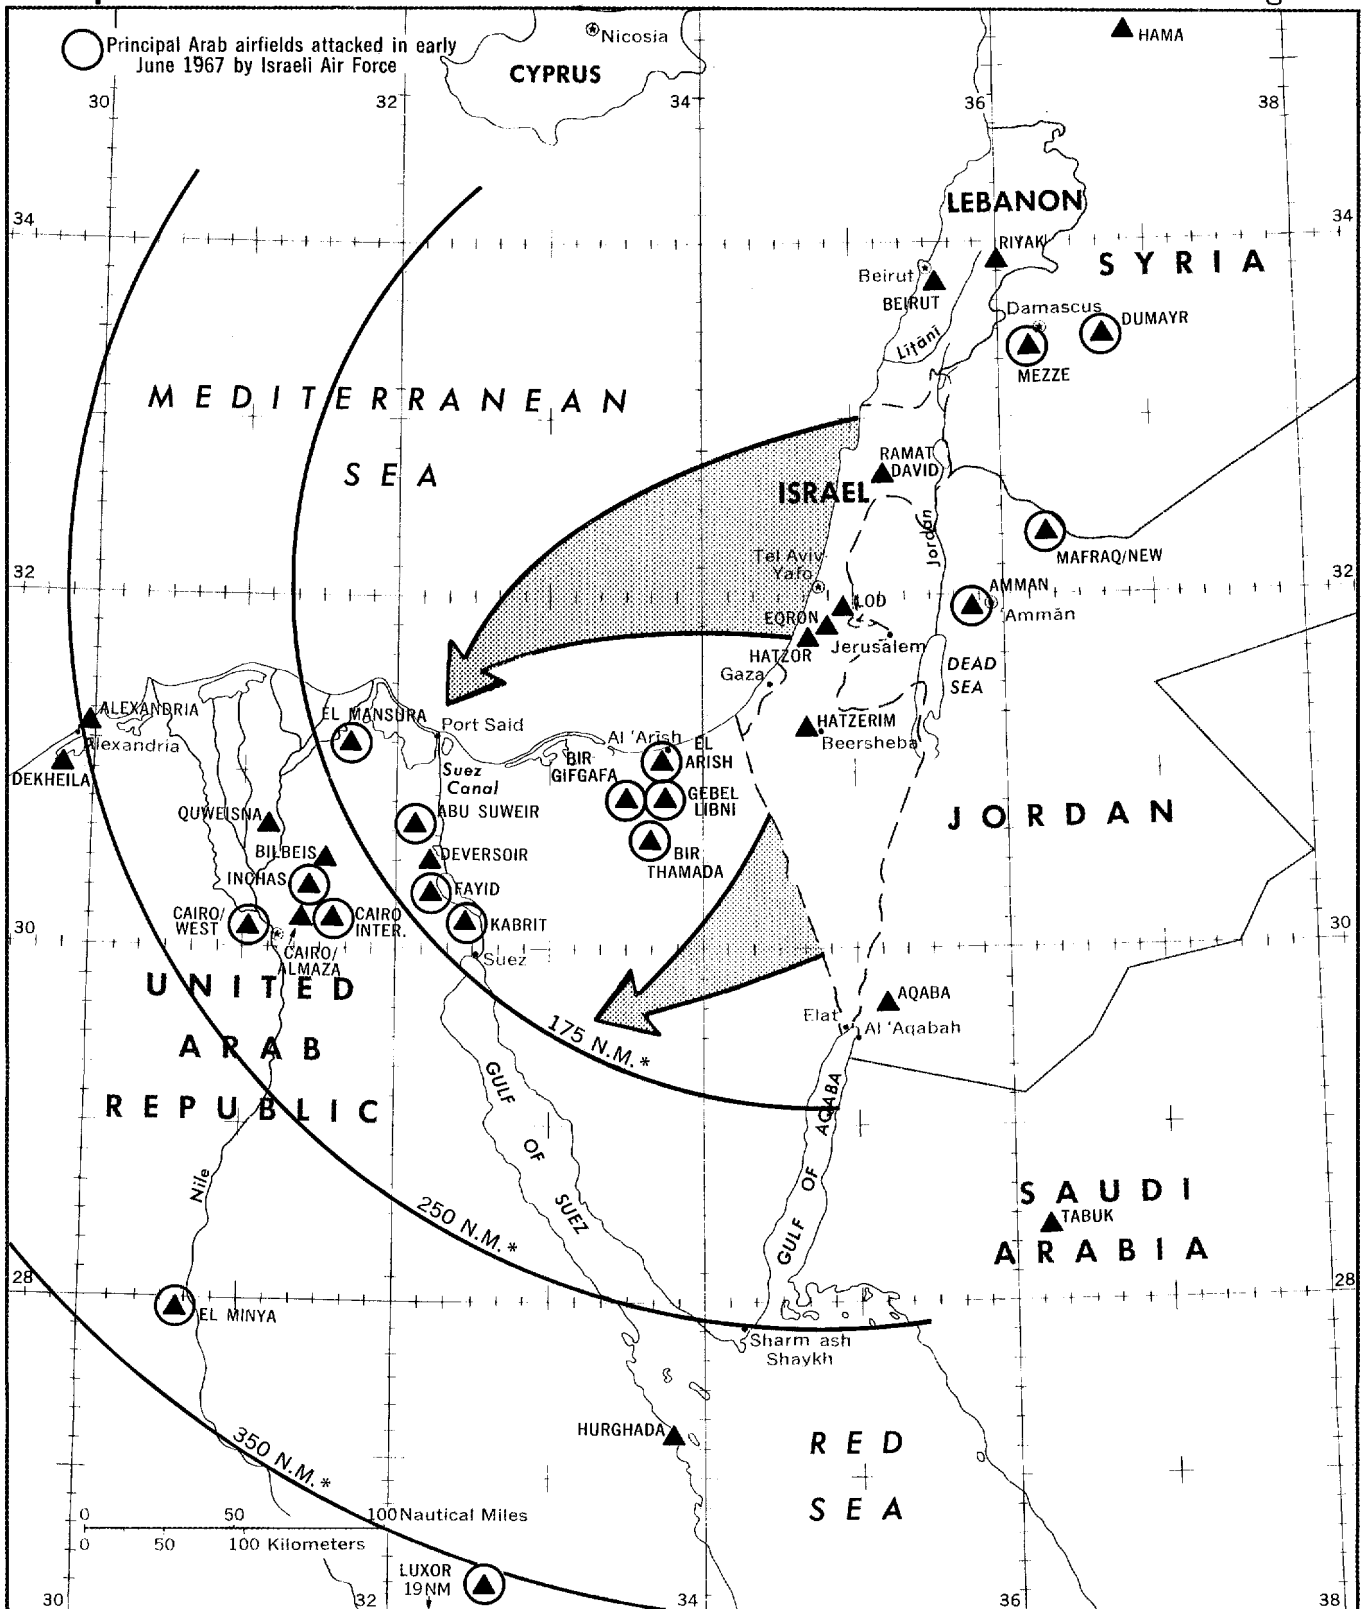 Principal Arab airfields attacked in early
June 1967 by Israeli Air Force
Nicosia
CYPRUS
HAMA
30
32
34
36
38
34
LEBANON
34
RIYAK
SYRIA
Beirut
BEIRUT
Damascus
DUMAYR
Līţānī
MEZZE
MEDITERRANEAN
SEA
RAMAT
DAVID
ISRAEL
Jordan
MAFRAQ/NEW
Tel Aviv
Yafo
32
32
LOD
AMMAN
'Ammān
EQRON
HATZOR
Jerusalem
Gaza
DEAD
SEA
ALEXANDRIA
Alexandria
DEKHEILA
EL MANSURA
Port Said
Al 'Arīsh
EL
ARISH
HATZERIM
Beersheba
BIR
GIFGAFA
Suez
Canal
GEBEL
LIBNI
QUWEISNA
ABU SUWEIR
JORDAN
BILBEIS
DEVERSOIR
BIR
THAMADA
INCHAS
FAYID
CAIRO/
WEST
CAIRO
INTER.
KABRIT
30
30
CAIRO/
ALMAZA
Suez
UNITED
ARAB
REPUBLIC
AQABA
Elat
Al 'Aqabah
175 N.M.*
GULF OF SUEZ
GULF OF AQABA
Nile
250 N.M.*
SAUDI
TABUK
ARABIA
28
28
EL MINYA
Sharm ash
Shaykh
HURGHADA
RED
SEA
350 N.M.*
0 50 100 Nautical Miles
0 50 100 Kilometers
LUXOR
19NM
30
32
34
36
38